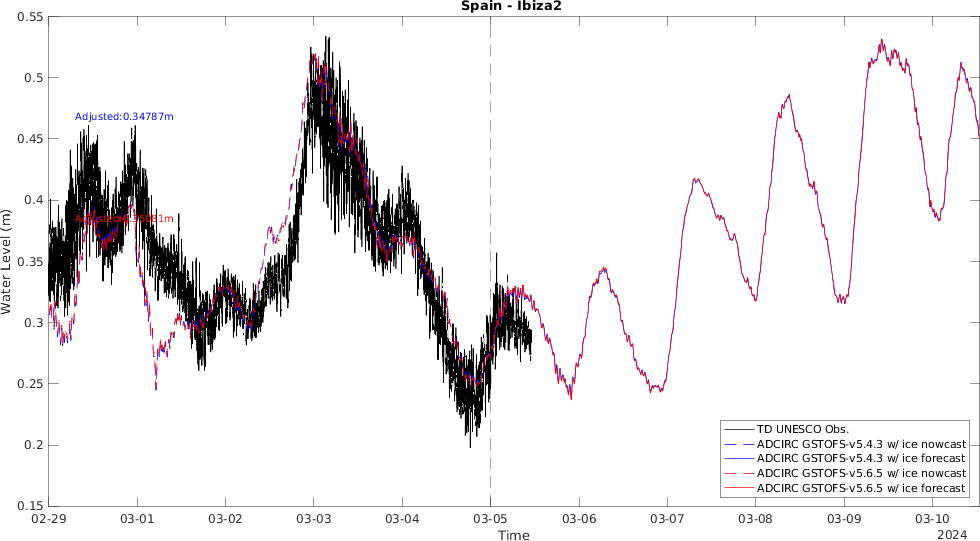 Spain - Ibiza2
0.55
0.5
0.45
0.4
0.35
0.3
0.25
0.2
0.15
Water Level (m)
Adjusted:0.34787m
TD UNESCO Obs.
ADCIRC GSTOFS-v5.4.3 w/ ice nowcast
ADCIRC GSTOFS-v5.4.3 w/ ice forecast
ADCIRC GSTOFS-v5.6.5 w/ ice nowcast
ADCIRC GSTOFS-v5.6.5 w/ ice forecast
02-29 03-01 03-02 03-03 03-04 03-05 03-06 03-07 03-08 03-09 03-10
Time
2024